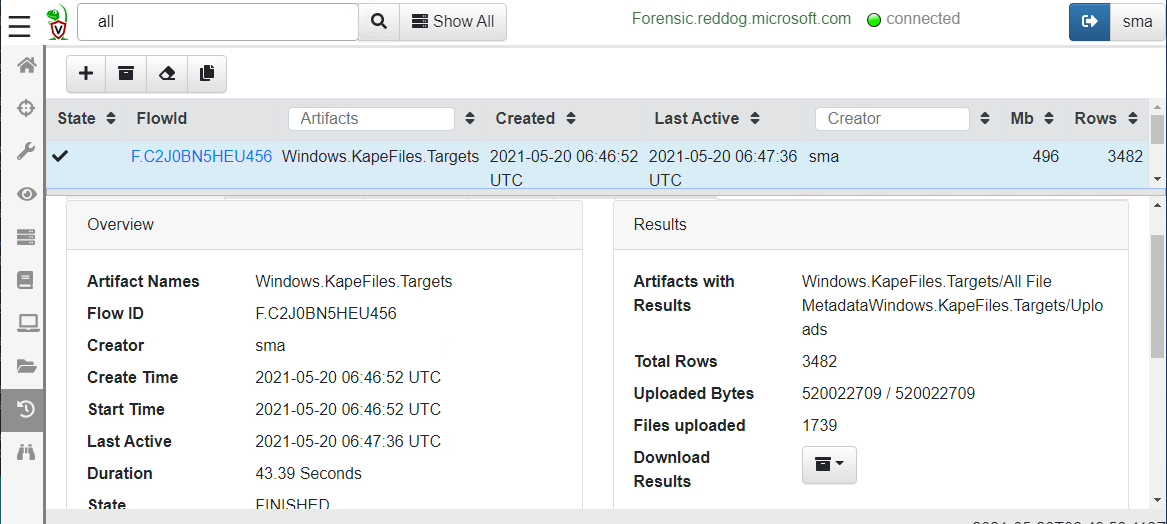 all
Show All
Forensic.reddog.microsoft.com
connected
sma
State FlowId Artifacts Created Last Active Creator Mb Rows
F.C2J0BN5HEU456 Windows.KapeFiles.Targets 2021-05-20 06:46:52 2021-05-20 06:47:36 sma 496 3482
UTC UTC
Overview
Artifact Names Windows.KapeFiles.Targets
Flow ID F.C2J0BN5HEU456
Creator sma
Create Time 2021-05-20 06:46:52 UTC
Start Time 2021-05-20 06:46:52 UTC
Last Active 2021-05-20 06:47:36 UTC
Duration 43.39 Seconds
State FINISHED
Results
Artifacts with Windows.KapeFiles.Targets/All File
Results MetadataWindows.KapeFiles.Targets/Uplo
ads
Total Rows 3482
Uploaded Bytes 520022709 / 520022709
Files uploaded 1739
Download
Results